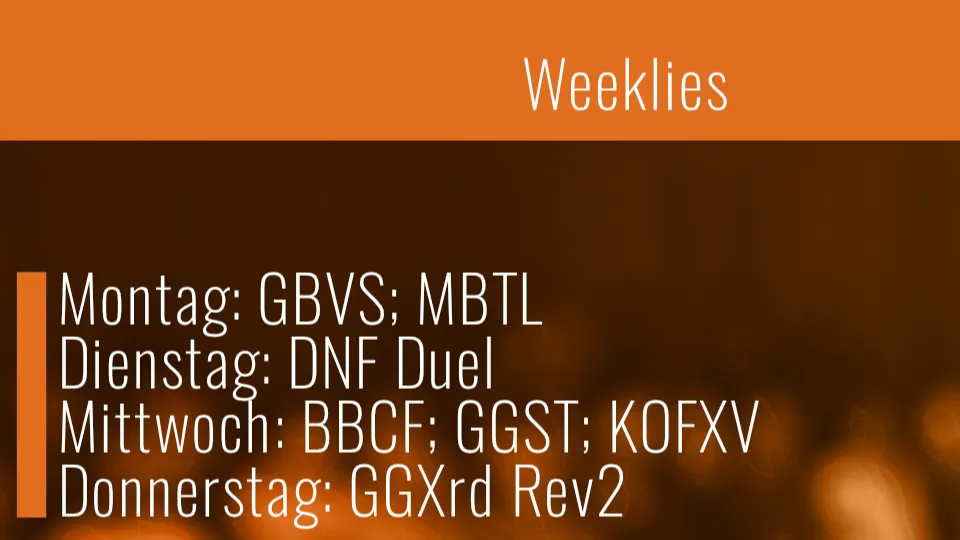 Weeklies
Montag: GBVS; MBTL
Dienstag: DNF Duel
Mittwoch: BBCF; GGST; KOFXV
Donnerstag: GGXrd Rev2